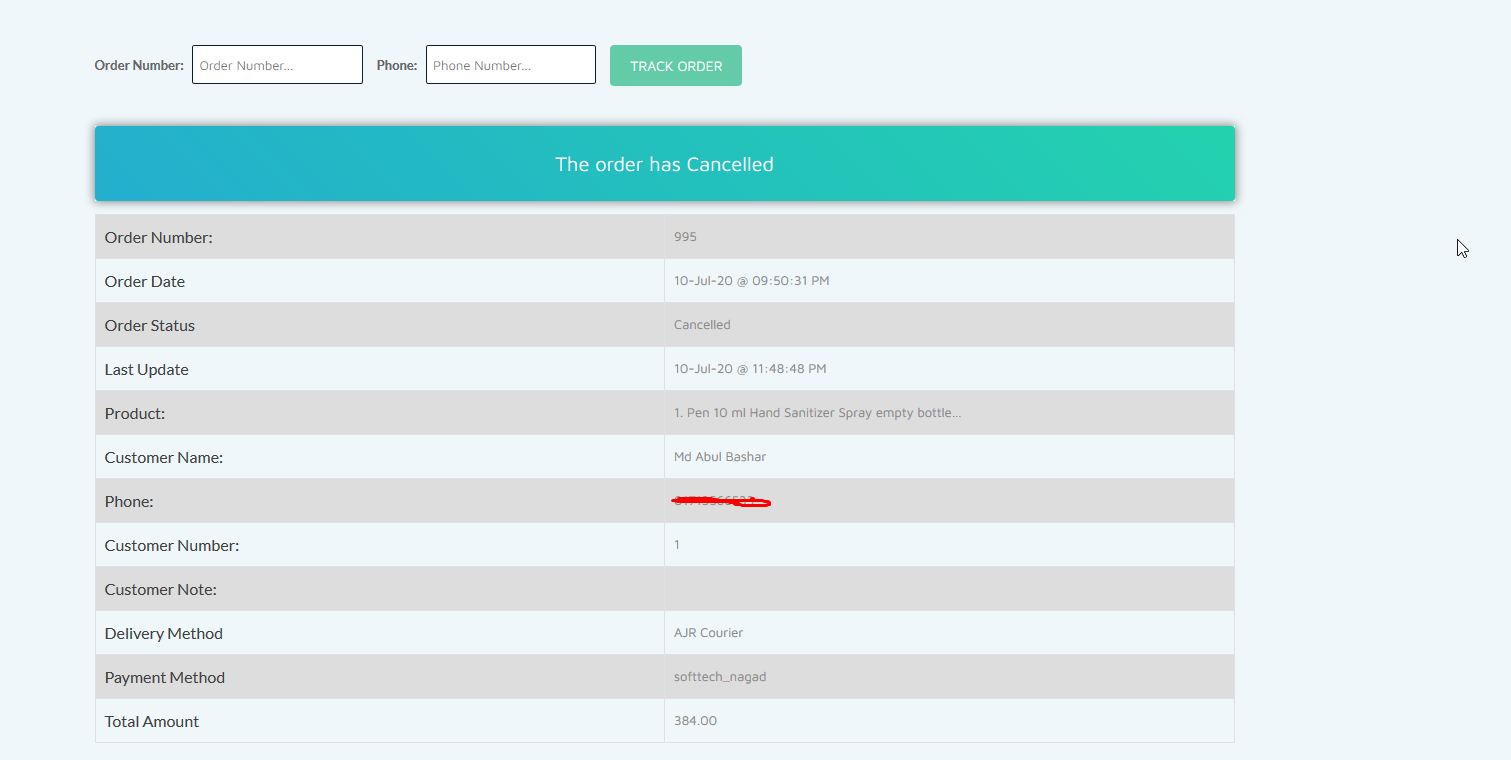 Order Number: Order Number... Phone: Phone Number... TRACK ORDER
The order has Cancelled
Order Number: 995
Order Date 10-Jul-20 @ 09:50:31 PM
Order Status Cancelled
Last Update 10-Jul-20 @ 11:48:48 PM
Product: 1. Pen 10 ml Hand Sanitizer Spray empty bottle...
Customer Name: Md Abul Bashar
Phone:
Customer Number: 1
Customer Note:
Delivery Method AJR Courier
Payment Method softtech_nagad
Total Amount 384.00